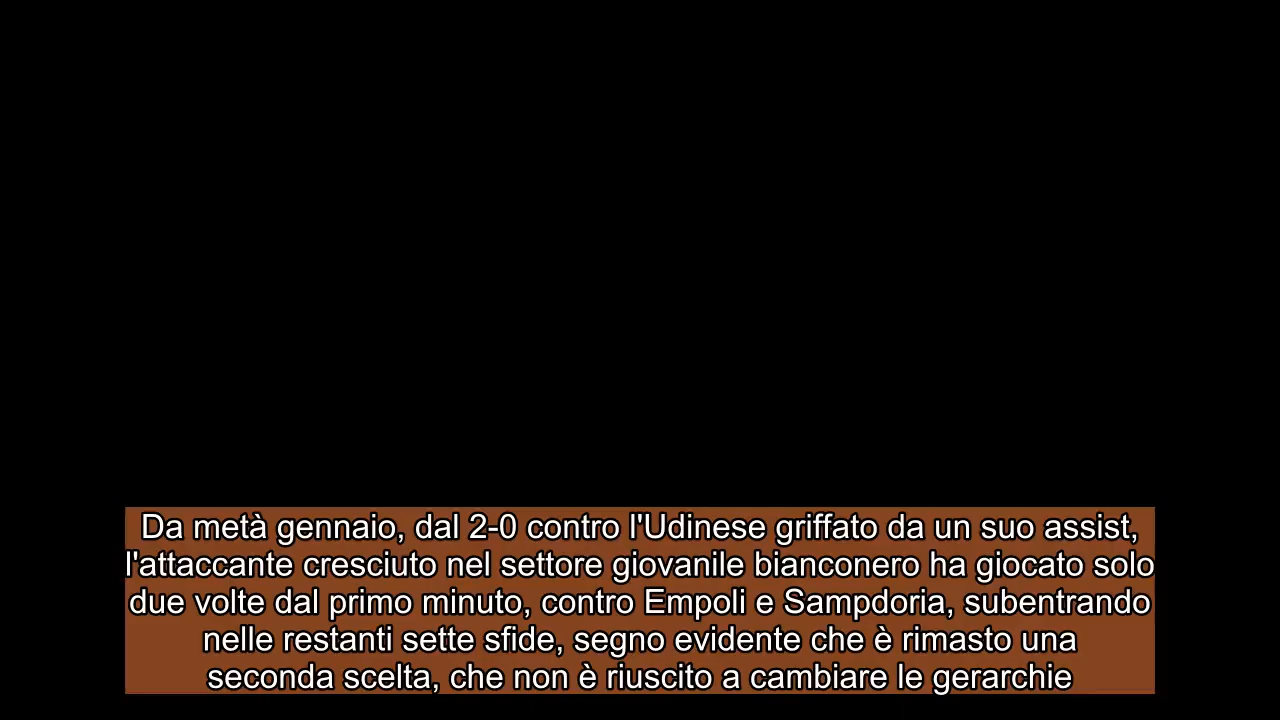 Da metà gennaio, dal 2-0 contro l'Udinese griffato da un suo assist,
l'attaccante cresciuto nel settore giovanile bianconero ha giocato solo
due volte dal primo minuto, contro Empoli e Sampdoria, subentrando
nelle restanti sette sfide, segno evidente che è rimasto una
seconda scelta, che non è riuscito a cambiare le gerarchie